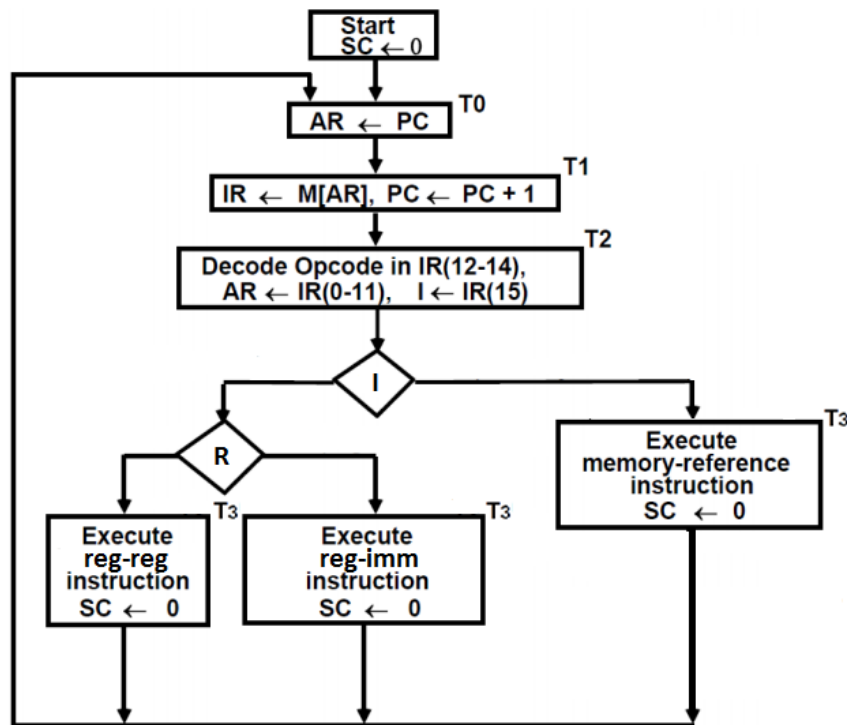 Start
SC ← 0
T0
AR ← PC
T1
IR ← M[AR], PC ← PC + 1
T2
Decode Opcode in IR(12-14),
AR ← IR(0-11), I ← IR(15)
I
R
T3
Execute
memory-reference
instruction
SC ← 0
T3
Execute
reg-reg
instruction
SC ← 0
T3
Execute
reg-imm
instruction
SC ← 0